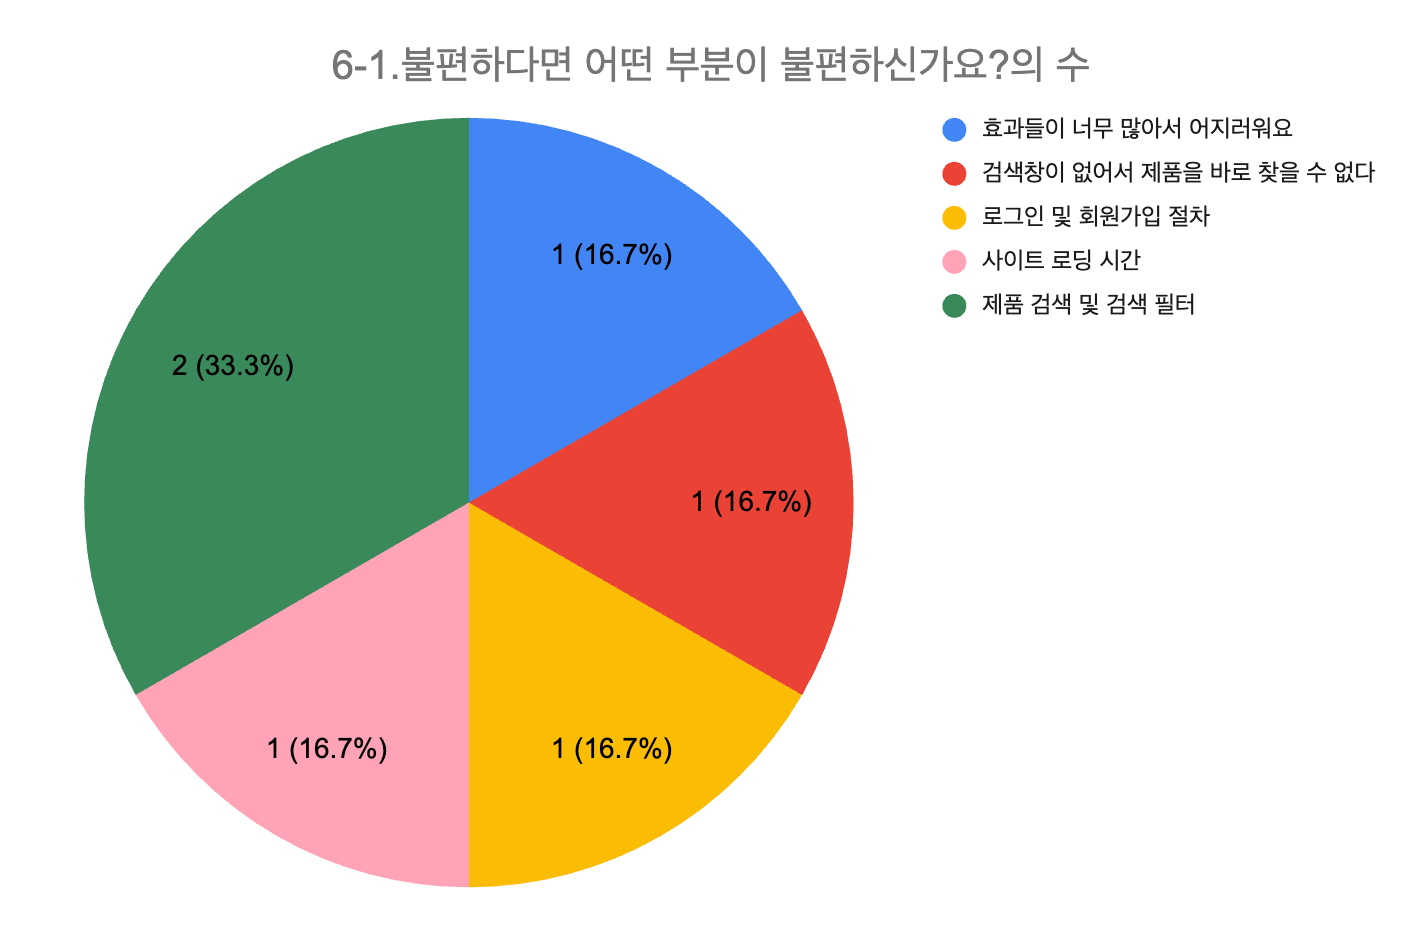 6-1.불편하다면 어떤 부분이 불편하신가요?의 수
효과들이 너무 많아서 어지러워요
검색창이 없어서 제품을 바로 찾을 수 없다
로그인 및 회원가입 절차
사이트 로딩 시간
제품 검색 및 검색 필터
1 (16.7%)
2 (33.3%)
1 (16.7%)
1 (16.7%)
1 (16.7%)